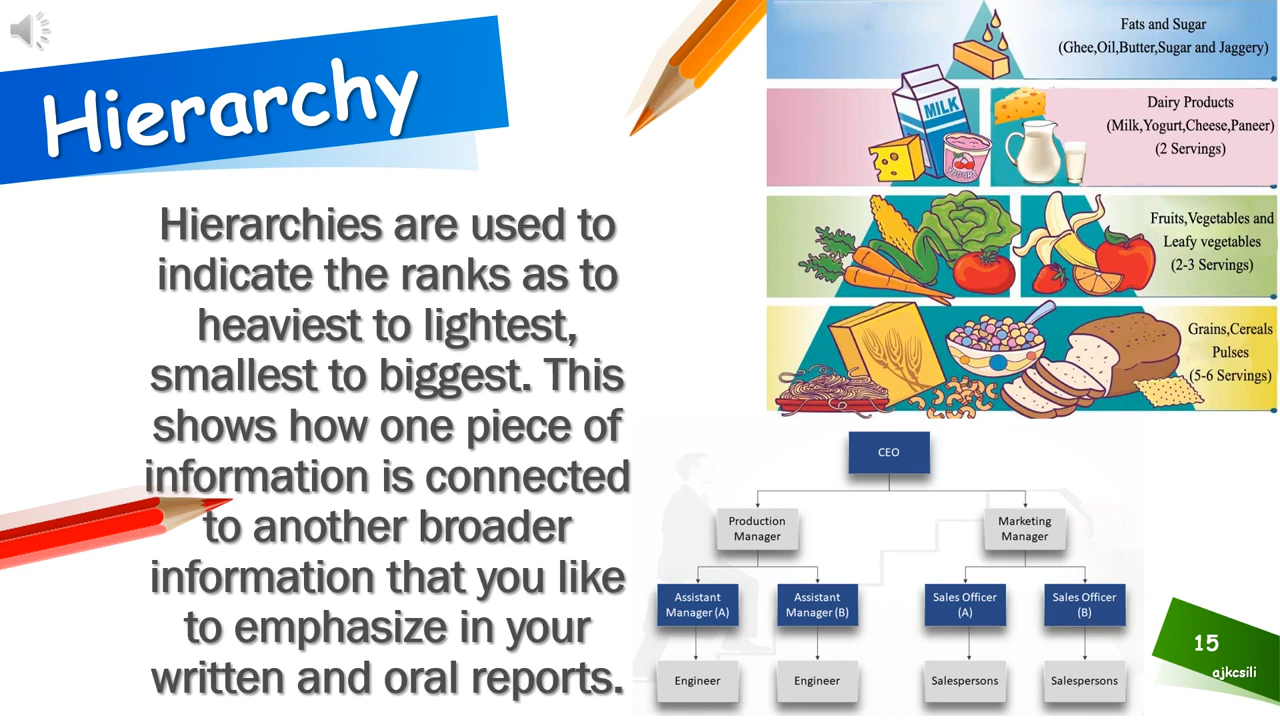 Hierarchy
Hierarchies are used to
indicate the ranks as to
heaviest to lightest,
smallest to biggest. This
shows how one piece of
information is connected
to another broader
information that you like
to emphasize in your
written and oral reports.
Fats and Sugar
(Ghee,Oil,Butter,Sugar and Jaggery)
MILK
YOGURT
Dairy Products
(Milk,Yogurt,Cheese,Paneer)
(2 Servings)
Fruits,Vegetables and
Leafy vegetables
(2-3 Servings)
Grains,Cereals
Pulses
(5-6 Servings)
CEO
Production
Manager
Marketing
Manager
Assistant
Manager (A)
Assistant
Manager (B)
Sales Officer
(A)
Sales Officer
(B)
Engineer
Engineer
Salespersons
Salespersons
15
ajkcsili